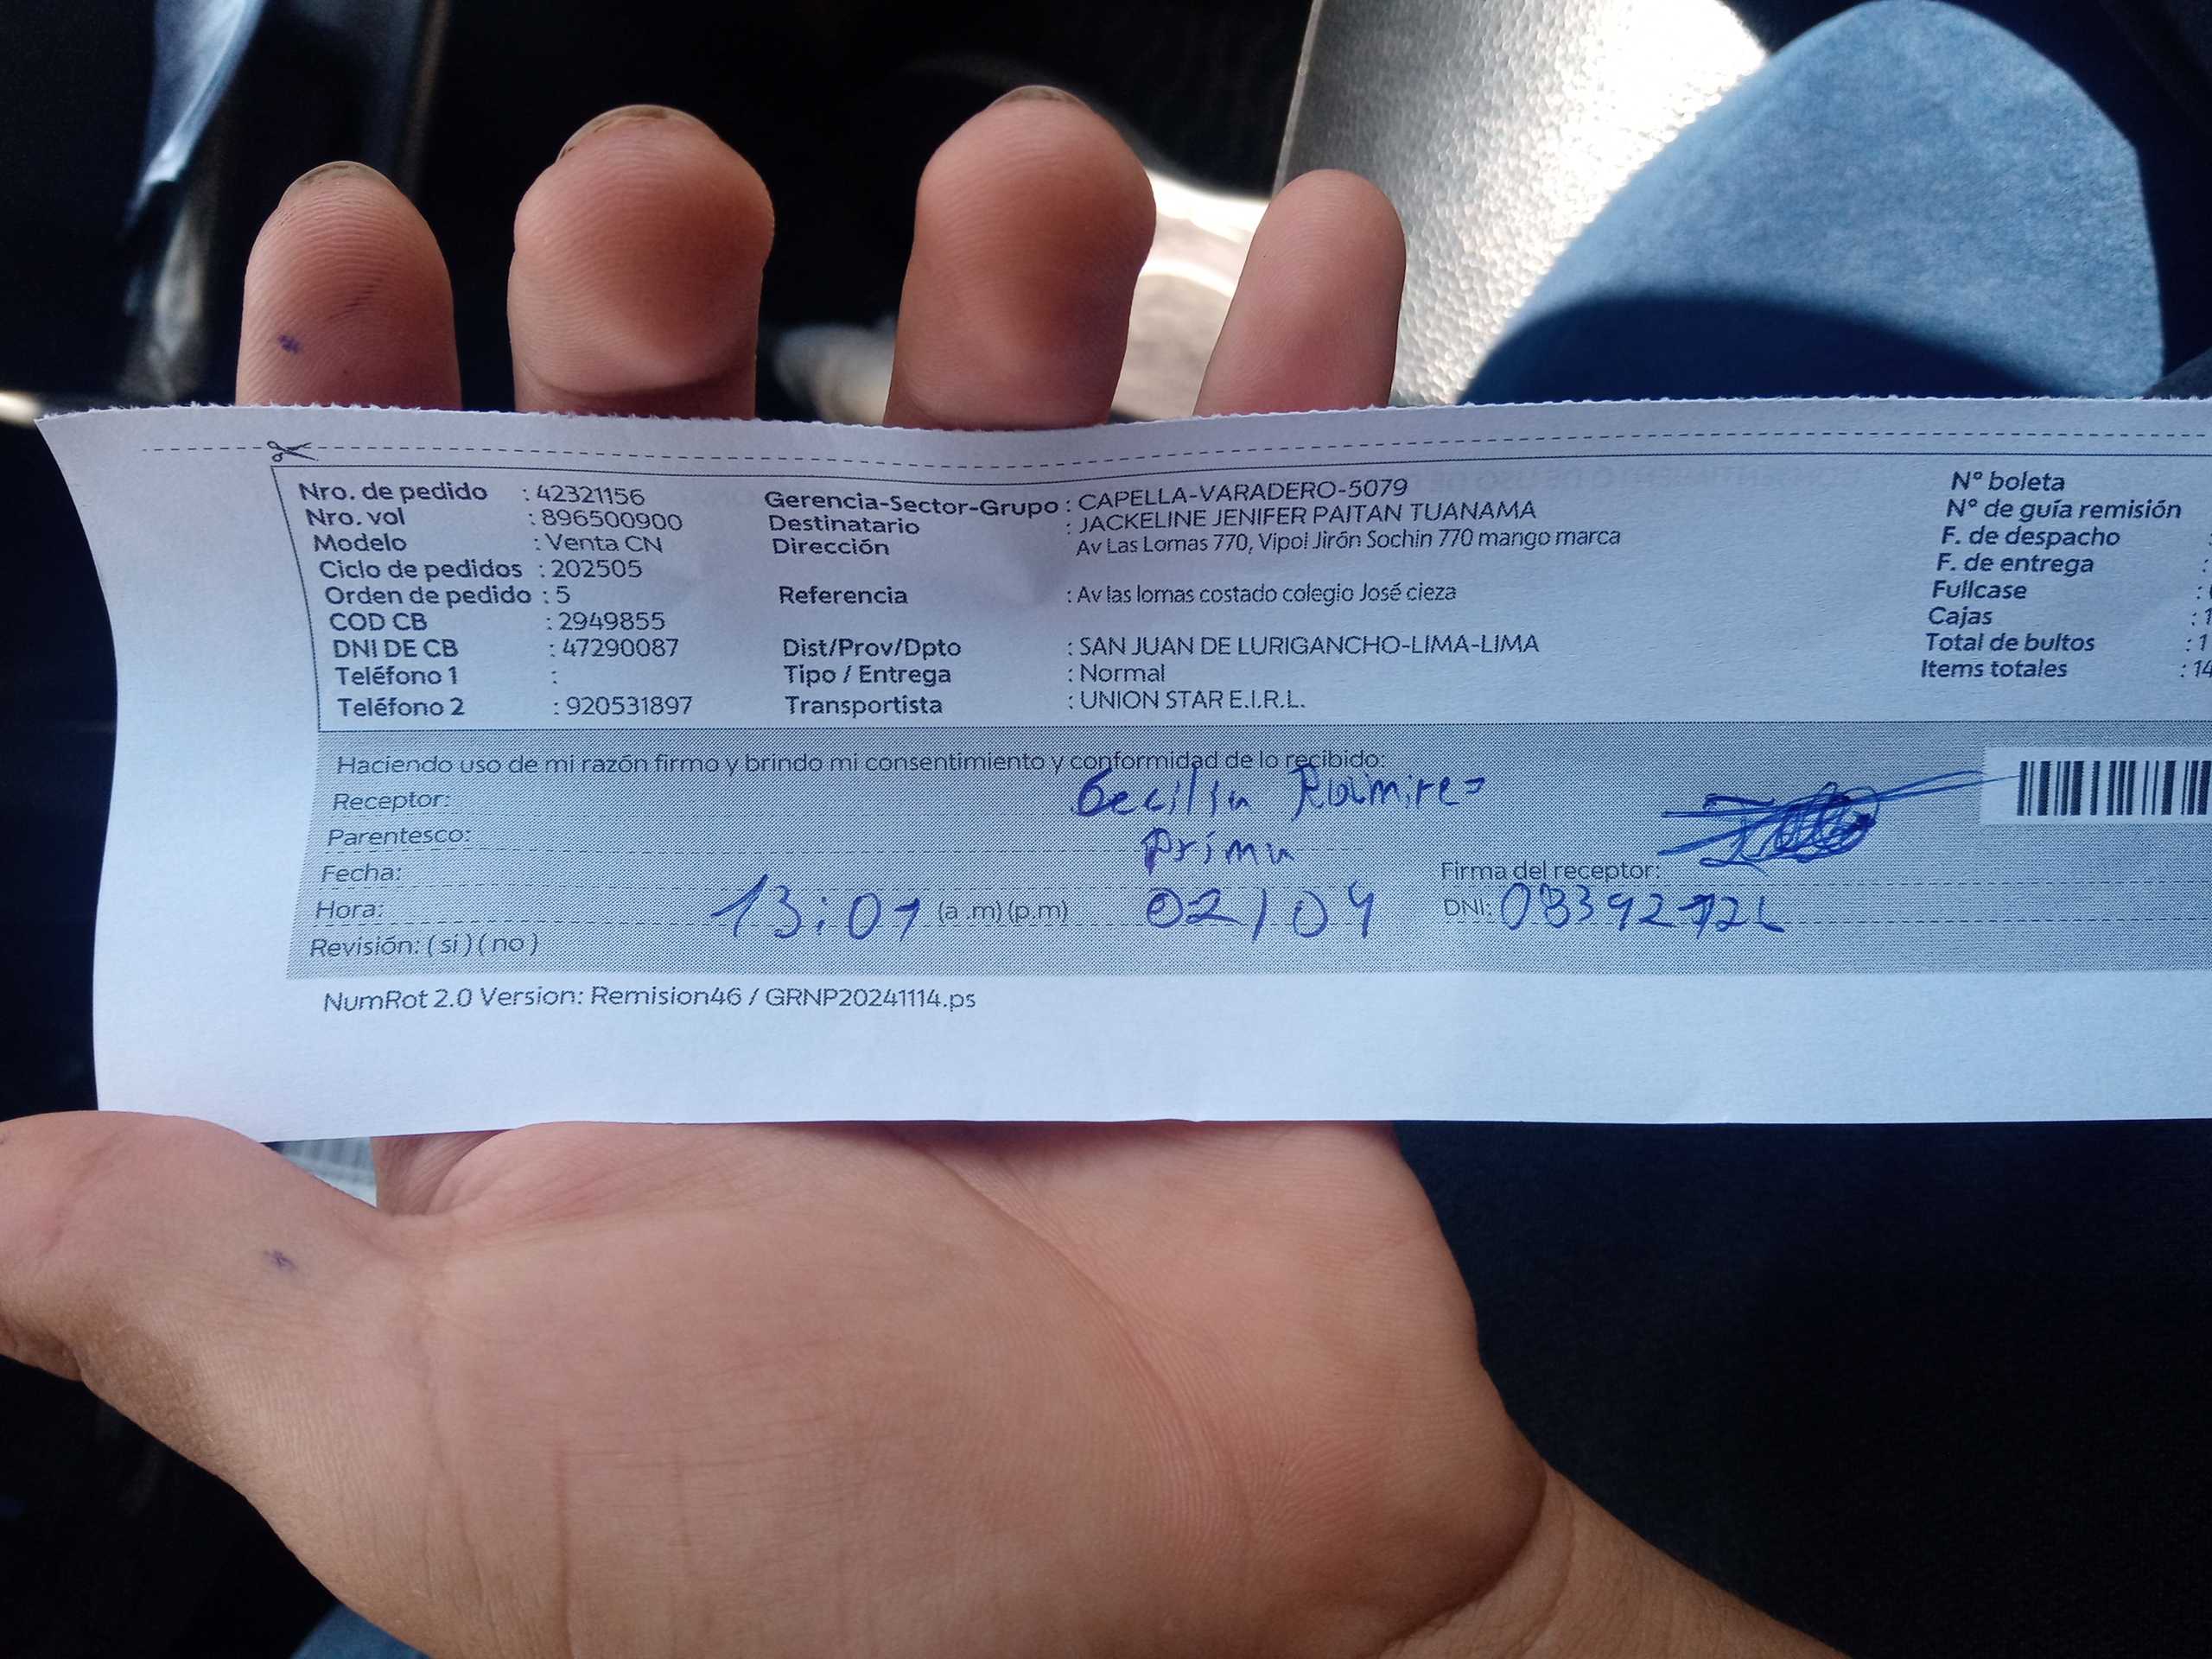 Nro. de pedido : 42321156
Nro. vol : 896500900
Modelo : Venta CN
Ciclo de pedidos : 202505
Orden de pedido : 5
COD CB : 2949855
DNI DE CB : 47290087
Teléfono 1 :
Teléfono 2 : 920531897
Gerencia-Sector-Grupo : CAPELLA-VARADERO-5079
Destinatario : JACKELINE JENIFER PAITAN TUANAMA
Dirección Av Las Lomas 770, Vipol Jirón Sochin 770 mango marca
Referencia : Av las lomas costado colegio José cieza
Dist/Prov/Dpto : SAN JUAN DE LURIGANCHO-LIMA-LIMA
Tipo / Entrega : Normal
Transportista : UNION STAR E.I.R.L.
N° boleta
N° de guía remisión
F. de despacho :
F. de entrega :
Fullcase :
Cajas : 1
Total de bultos : 1
Items totales : 14
Haciendo uso de mi razón firmo y brindo mi consentimiento y conformidad de lo recibido:
Receptor: Cecilia Ramirez
Parentesco: Prima
Fecha:
Firma del receptor:
Hora: 13:07 (a.m)(p.m) 02/04 DNI:
Revisión: ( si ) ( no )
NumRot 2.0 Version: Remision46 / GRNP20241114.ps